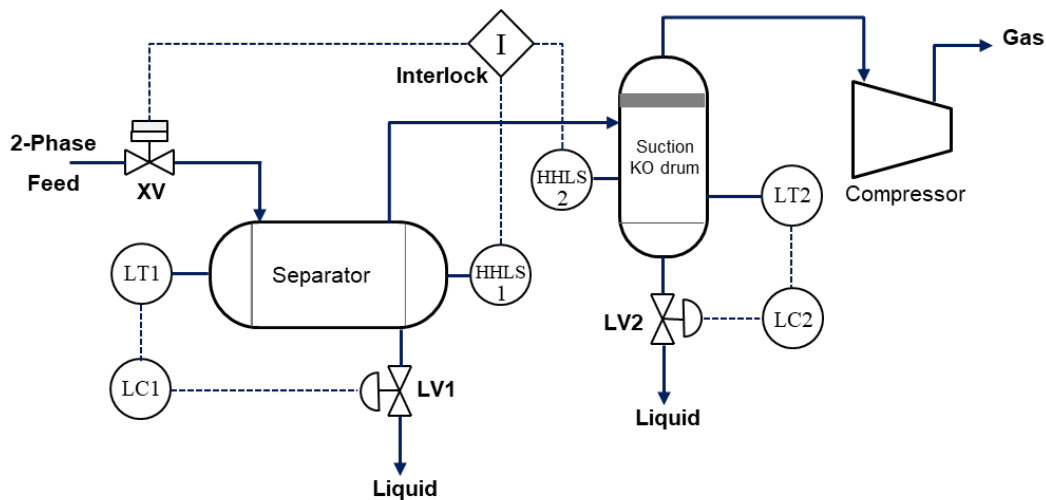 I
Interlock
Gas
2-Phase
Feed
XV
Suction
KO drum
HHLS
2
LT2
Compressor
LT1
Separator
HHLS
1
LV2
LC2
LC1
LV1
Liquid
Liquid